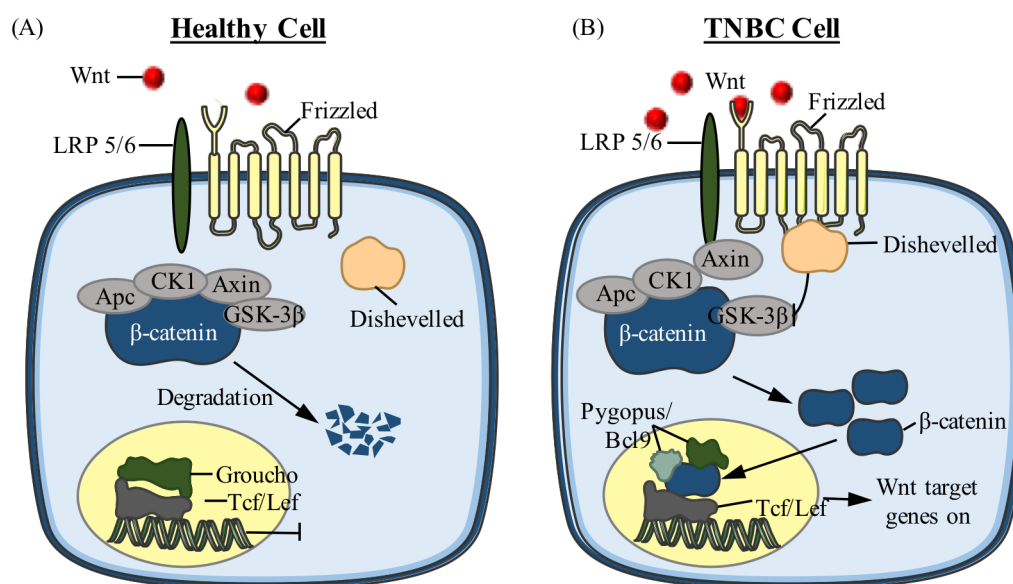 (A)
Healthy Cell
Wnt
Frizzled
LRP 5/6
Apc
CK1
Axin
GSK-3β
β-catenin
Dishevelled
Degradation
Groucho
Tcf/Lef
(B)
TNBC Cell
Wnt
Frizzled
LRP 5/6
Dishevelled
Axin
CK1
Apc
GSK-3β
β-catenin
Pygopus/
Bcl9
β-catenin
Tcf/Lef
Wnt target
genes on